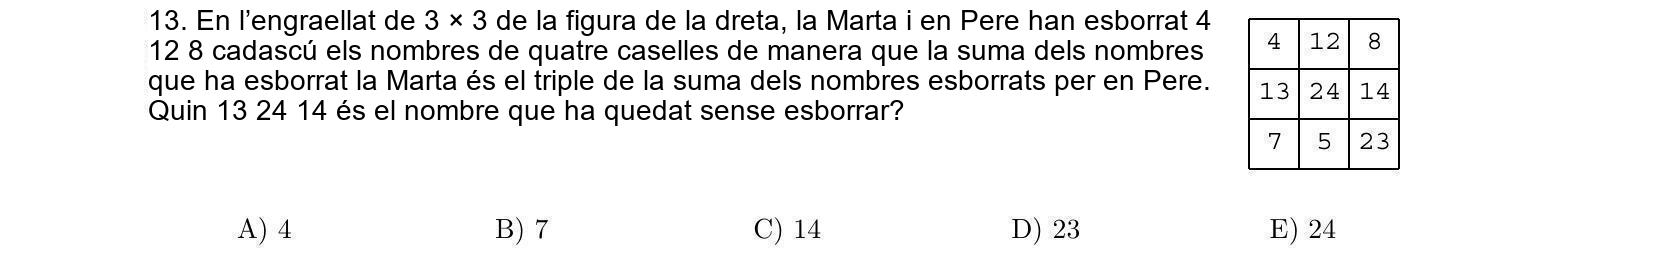 13. En l’engraellat de 3 × 3 de la figura de la dreta, la Marta i en Pere han esborrat 4
12 8 cadascú els nombres de quatre caselles de manera que la suma dels nombres
que ha esborrat la Marta és el triple de la suma dels nombres esborrats per en Pere.
Quin 13 24 14 és el nombre que ha quedat sense esborrar?
4 12 8
13 24 14
7 5 23
A) 4 B) 7 C) 14 D) 23 E) 24